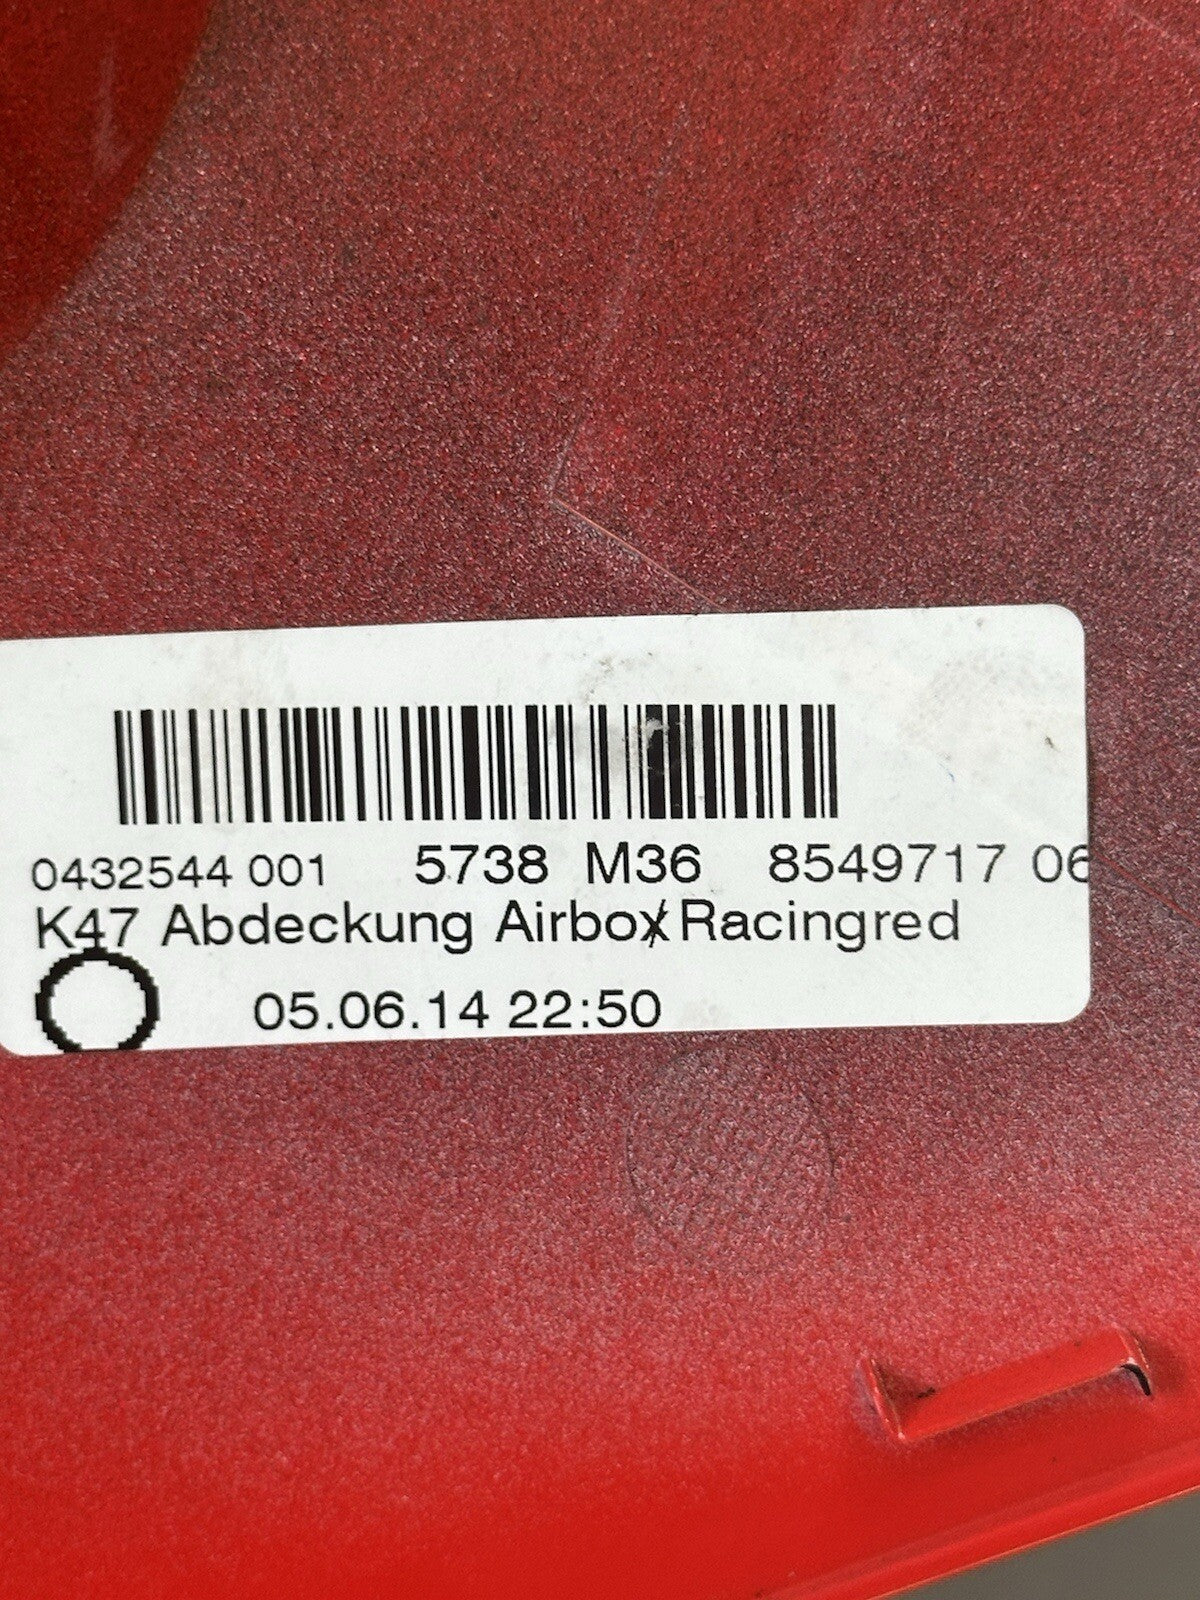 0432544 001 5738 M36 8549717 06
K47 Abdeckung Airbox/Racingred
05.06.14 22:50